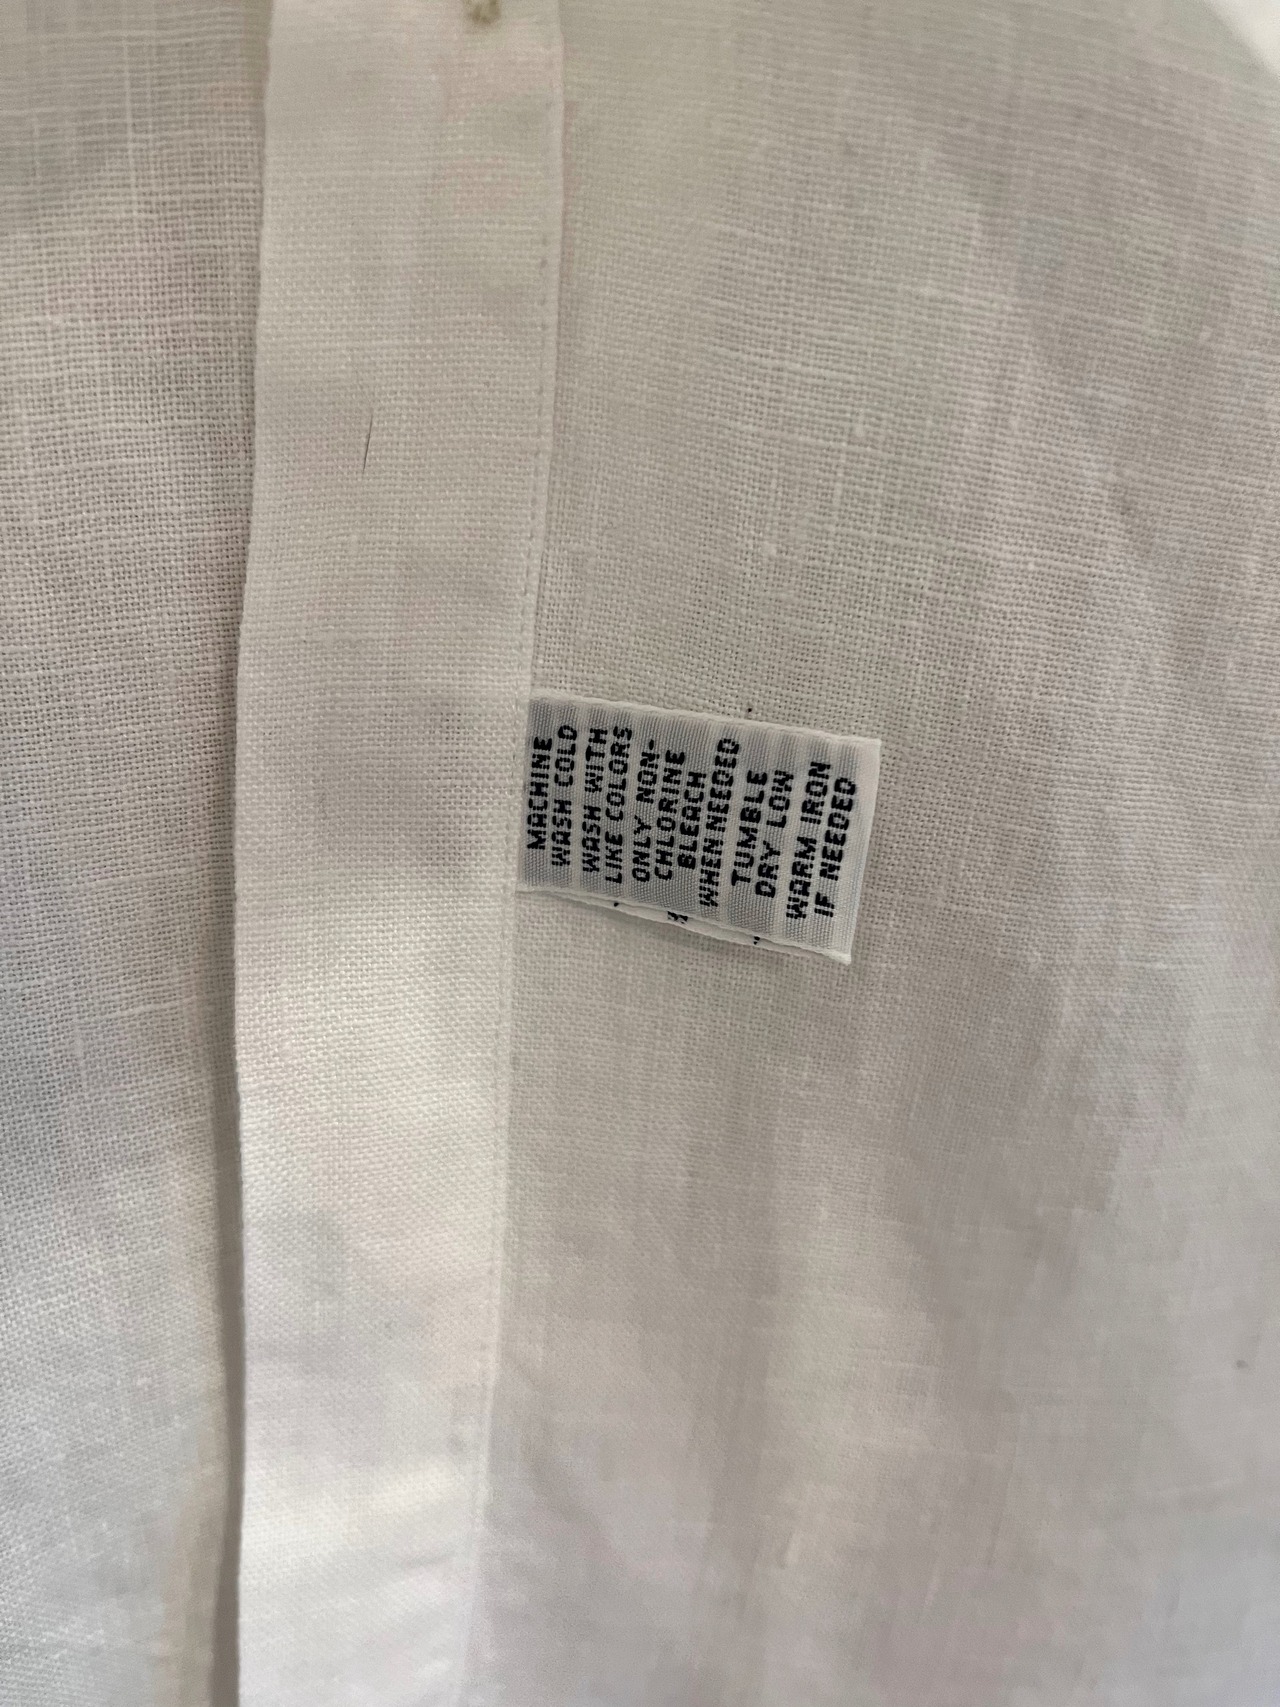 MACHINE
WASH COLD
WASH WITH
LIKE COLORS
ONLY NON-
CHLORINE
BLEACH
WHEN NEEDED
TUMBLE
DRY LOW
WARM IRON
IF NEEDED